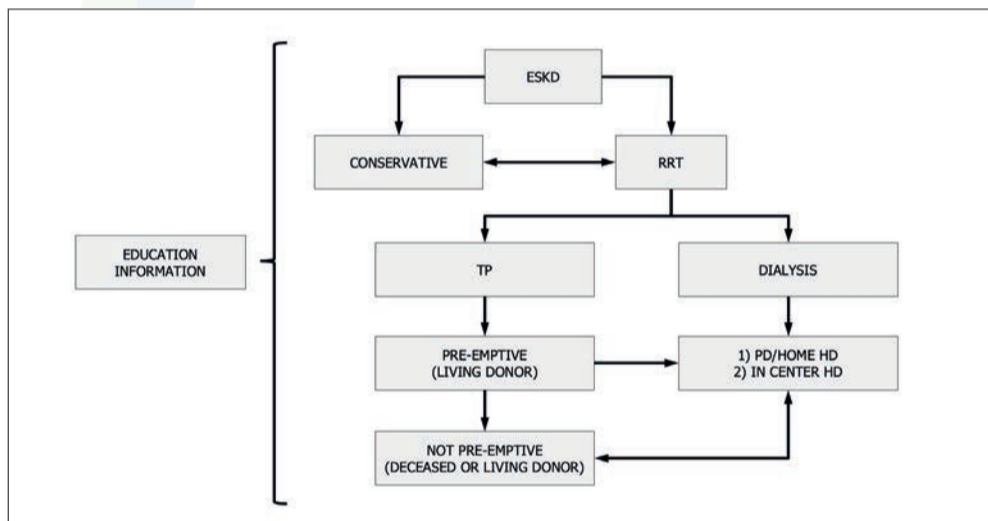 ESKD
CONSERVATIVE
RRT
EDUCATION
INFORMATION
TP
DIALYSIS
PRE-EMPTIVE
(LIVING DONOR)
1) PD/HOME HD
2) IN CENTER HD
NOT PRE-EMPTIVE
(DECEASED OR LIVING DONOR)